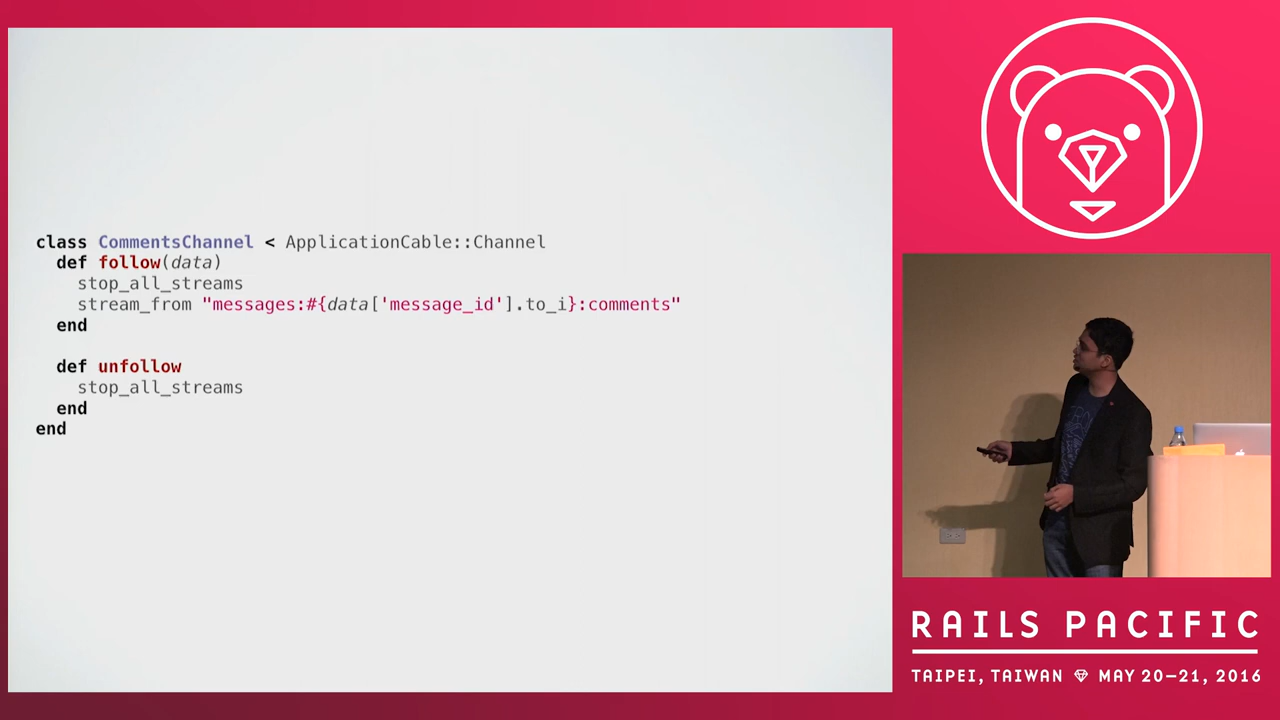 class CommentsChannel < ApplicationCable::Channel
  def follow(data)
    stop_all_streams
    stream_from "messages:#{data['message_id'].to_i}:comments"
  end

  def unfollow
    stop_all_streams
  end
end
RAILS PACIFIC
TAIPEI, TAIWAN MAY 20–21, 2016